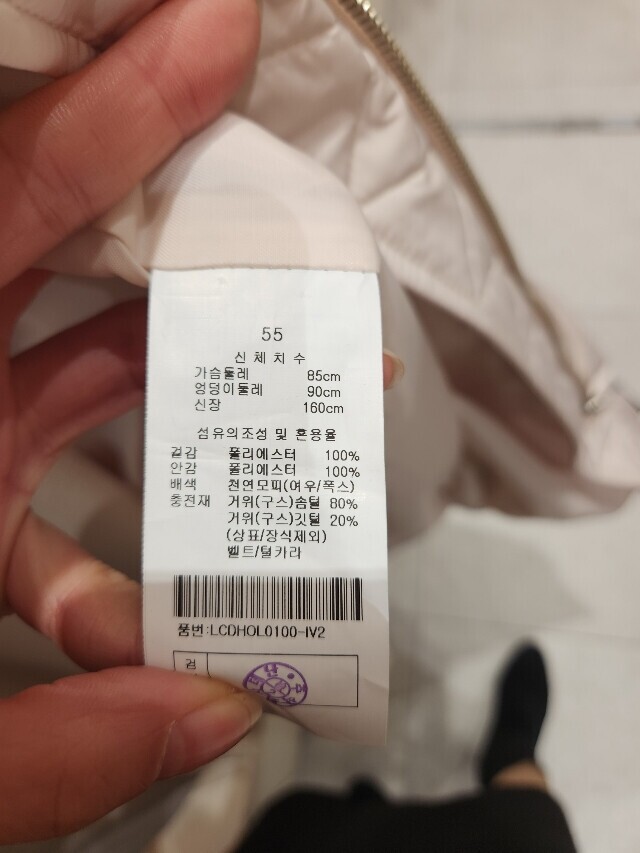 55
신체치수
가슴둘레 85cm
엉덩이둘레 90cm
신장 160cm
섬유의조성 및 혼용율
겉감 폴리에스터 100%
안감 폴리에스터 100%
배색 천연모피(여우/폭스)
충전재 거위(구스)솜털 80%
거위(구스)깃털 20%
(상표/장식제외)
벨트/털카라
품번:LCDHOL0100-IV2
검